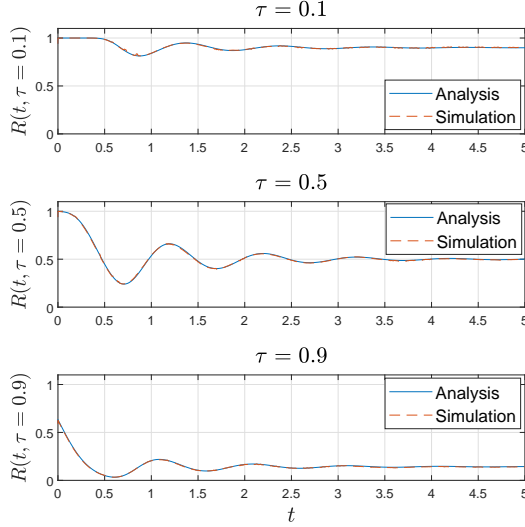 τ = 0.1
R(t, τ = 0.1)
1
0.5
0
0 0.5 1 1.5 2 2.5 3 3.5 4 4.5 5
Analysis
Simulation
τ = 0.5
R(t, τ = 0.5)
1
0.5
0
0 0.5 1 1.5 2 2.5 3 3.5 4 4.5 5
Analysis
Simulation
τ = 0.9
R(t, τ = 0.9)
1
0.5
0
0 0.5 1 1.5 2 2.5 3 3.5 4 4.5 5
Analysis
Simulation
t